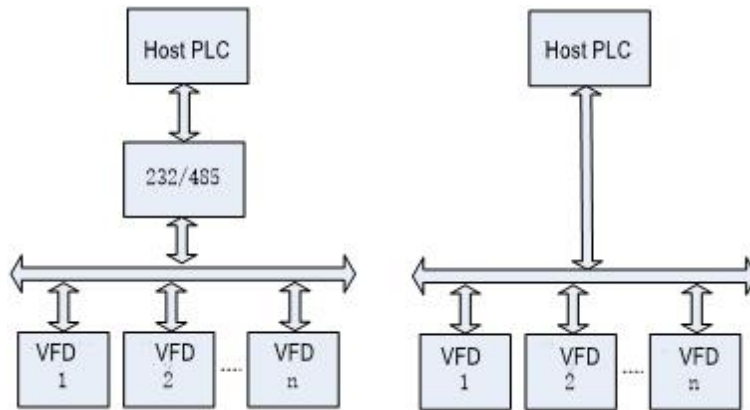 Host PLC
232/485
VFD VFD VFD
1 2 ..... n
Host PLC
VFD VFD VFD
1 2 ..... n